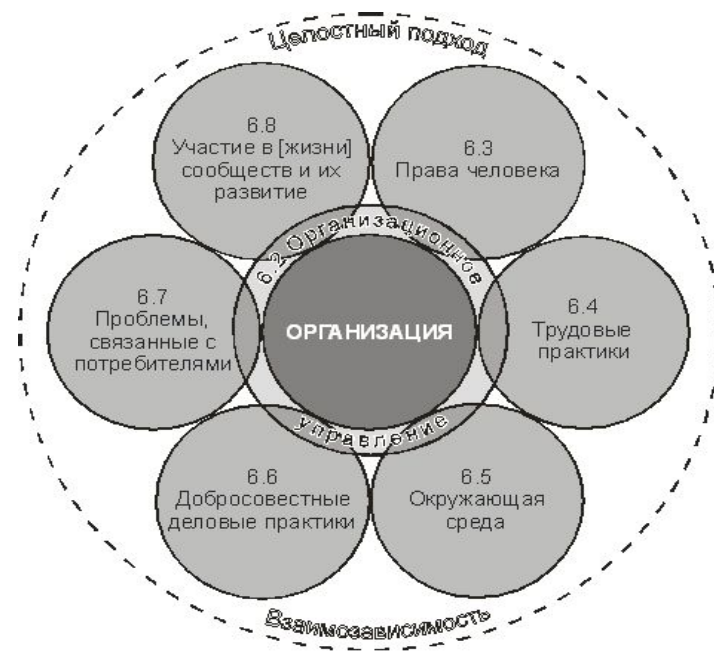 Целостный подход
6.8
Участие в [жизни]
сообществ и их
развитие
6.3
Права человека
6.2 Организационное
6.7
Проблемы,
связанные с
потребителями
ОРГАНИЗАЦИЯ
6.4
Трудовые
практики
управление
6.6
Добросовестные
деловые практики
6.5
Окружающая
среда
Взаимозависимость